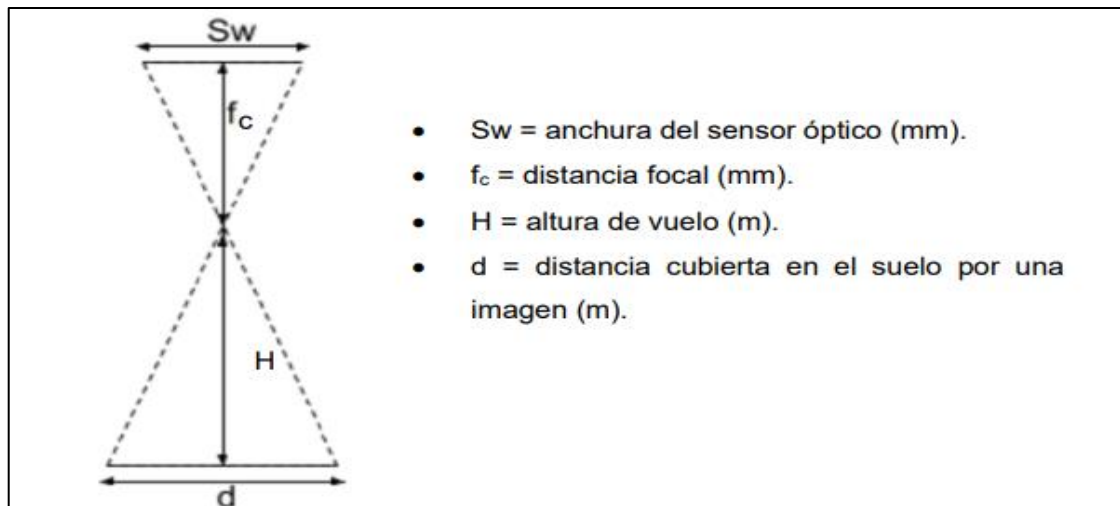 Sw
fc
H
d
• Sw = anchura del sensor óptico (mm).
• fc = distancia focal (mm).
• H = altura de vuelo (m).
• d = distancia cubierta en el suelo por una
imagen (m).